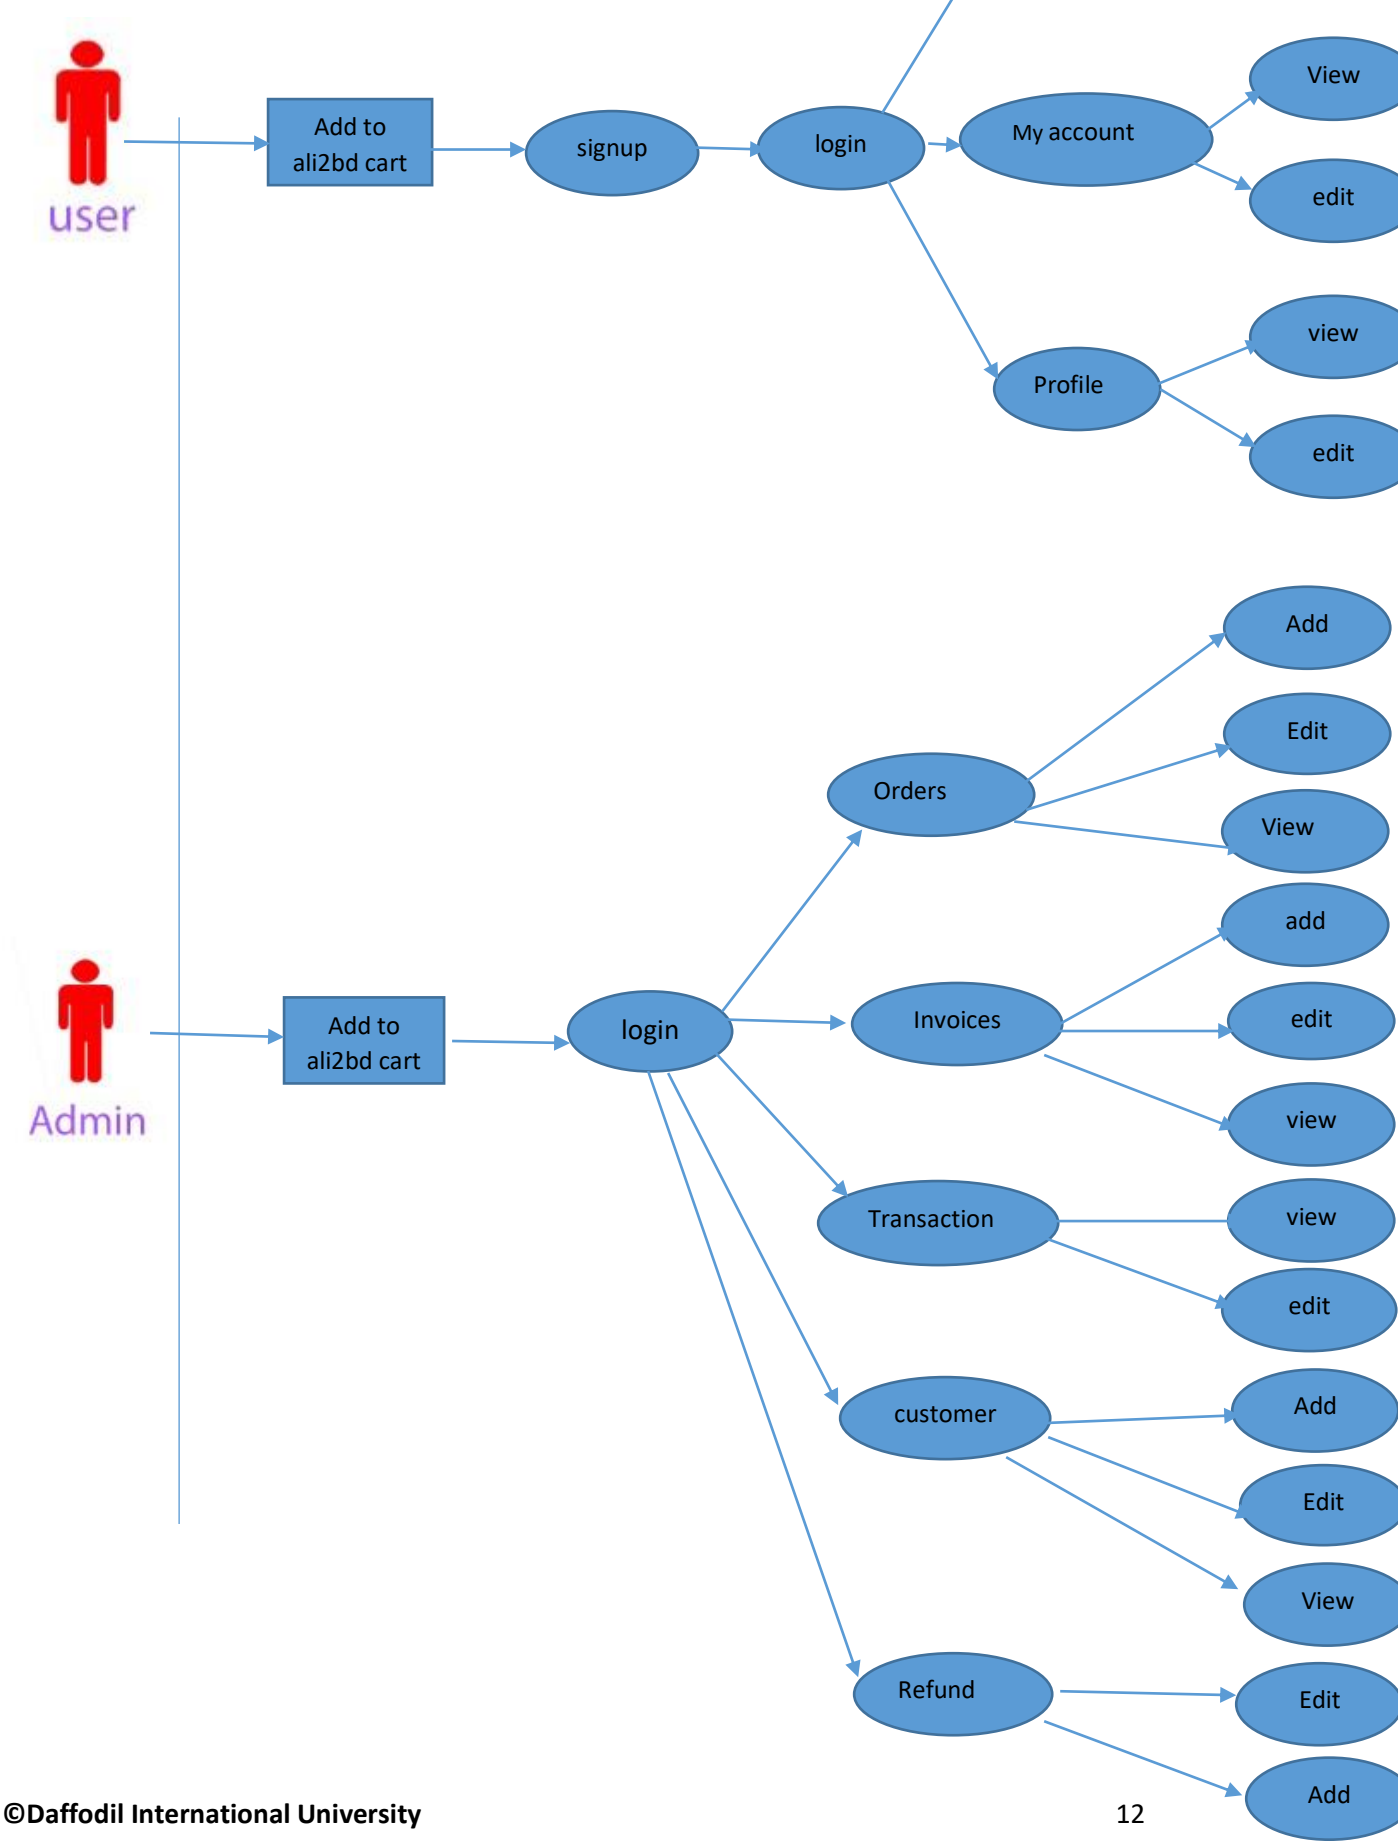 View
Add to
ali2bd cart
signup
login
My account
user
edit
view
Profile
edit
Add
Edit
Orders
View
add
Add to
ali2bd cart
login
Invoices
edit
Admin
view
Transaction
view
edit
customer
Add
Edit
View
Refund
Edit
Add
©Daffodil International University
12